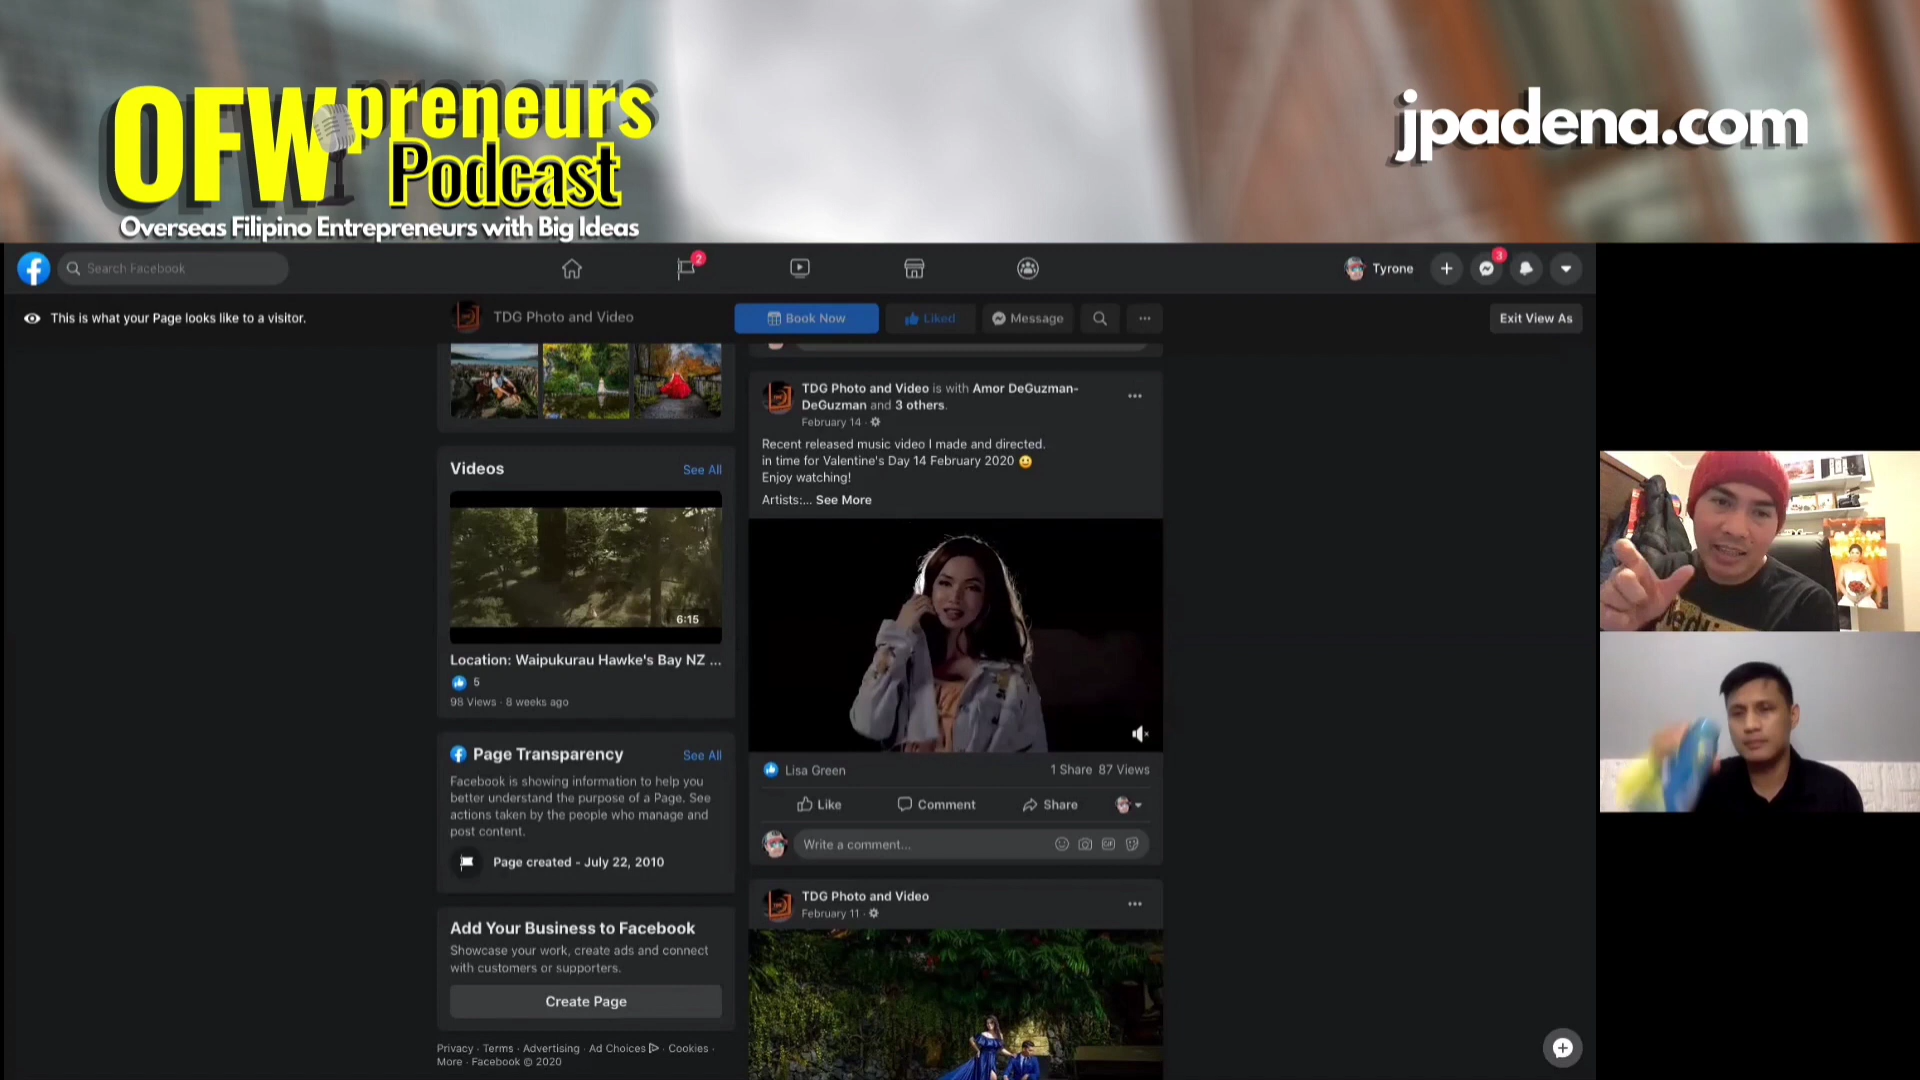 OFWpreneurs
Podcast
Overseas Filipino Entrepreneurs with Big Ideas
jpadena.com
Search Facebook
2
Tyrone
3
This is what your Page looks like to a visitor.
TDG Photo and Video
Book Now
Liked
Message
Exit View As
Videos
See All
6:15
Location: Waipukurau Hawke's Bay NZ ...
5
98 Views · 8 weeks ago
Page Transparency
See All
Facebook is showing information to help you
better understand the purpose of a Page. See
actions taken by the people who manage and
post content.
Page created - July 22, 2010
Add Your Business to Facebook
Showcase your work, create ads and connect
with customers or supporters.
Create Page
Privacy · Terms · Advertising · Ad Choices · Cookies ·
More · Facebook © 2020
TDG Photo and Video is with Amor DeGuzman-
DeGuzman and 3 others.
February 14 ·
Recent released music video I made and directed.
in time for Valentine's Day 14 February 2020
Enjoy watching!
Artists:... See More
Lisa Green
1 Share 87 Views
Like
Comment
Share
Write a comment...
GIF
TDG Photo and Video
February 11 ·